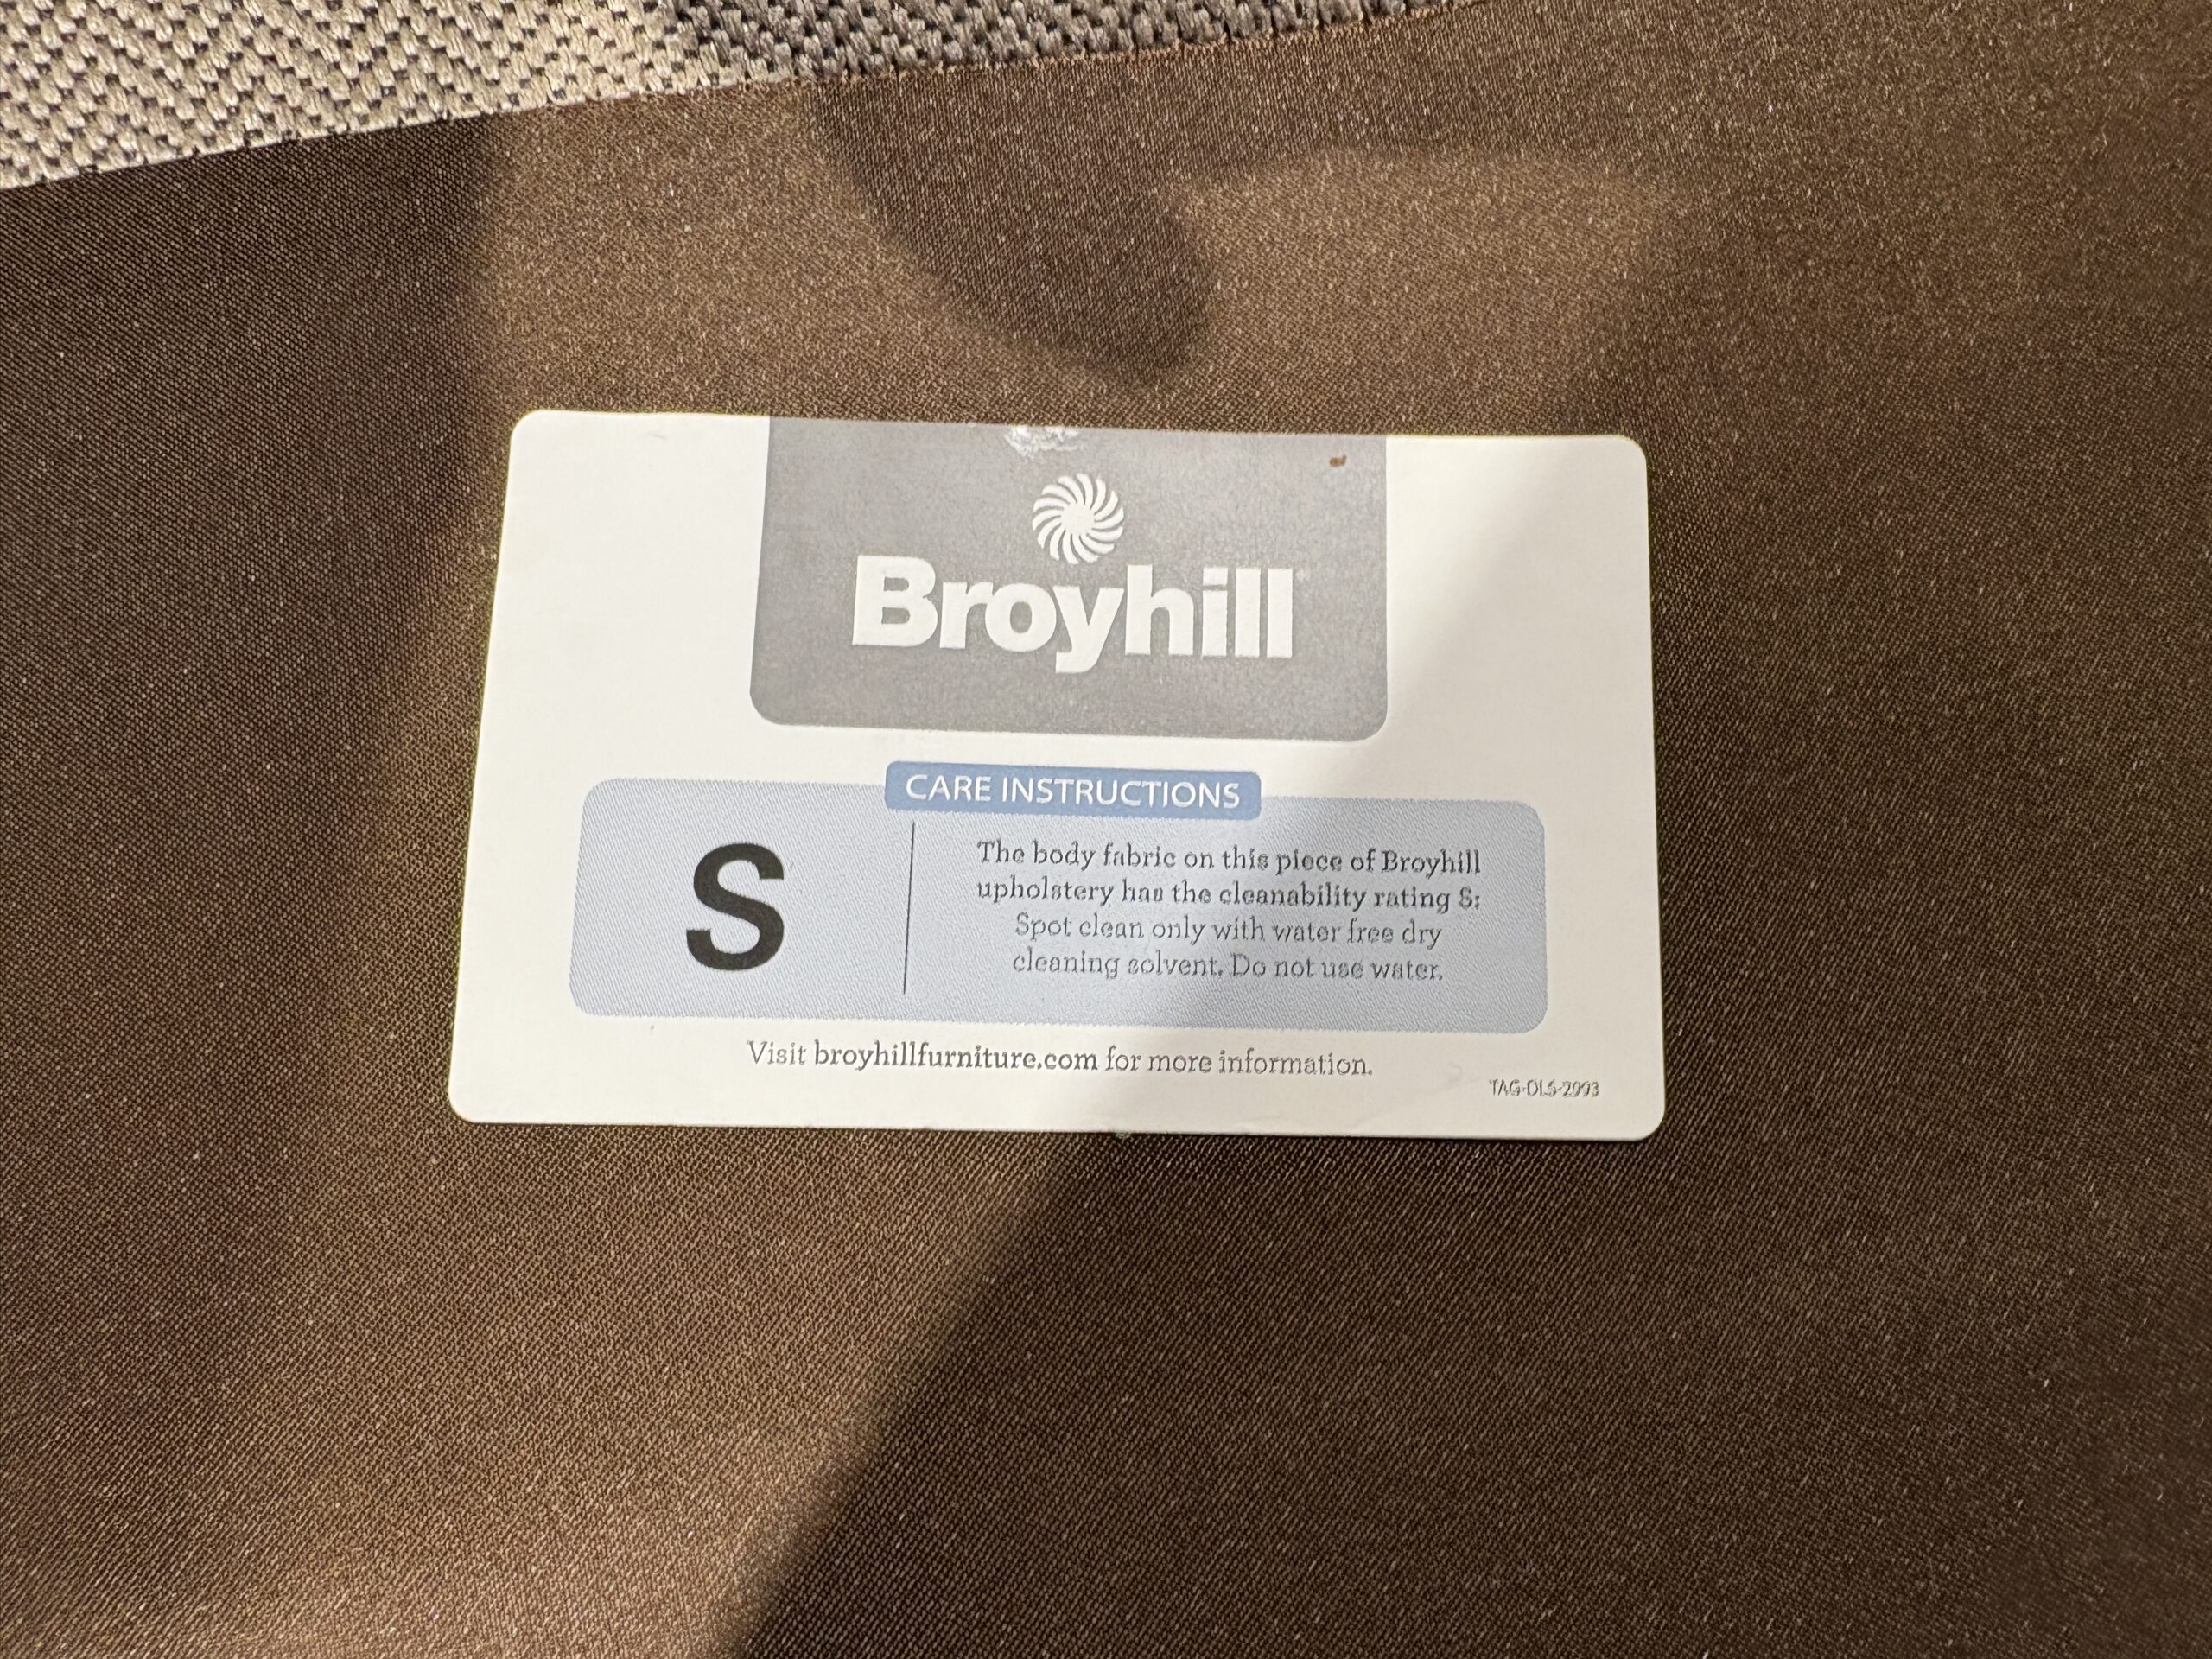 Broyhill
CARE INSTRUCTIONS
S
The body fabric on this piece of Broyhill
upholstery has the cleanability rating S:
Spot clean only with water free dry
cleaning solvent. Do not use water.
Visit broyhillfurniture.com for more information.
TAG-DLS-2993